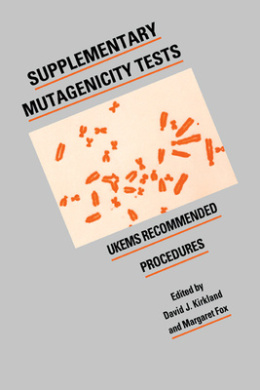 SUPPLEMENTARY
MUTAGENICITY TESTS
UKEMS RECOMMENDED
PROCEDURES
Edited by
David J. Kirkland
and Margaret Fox